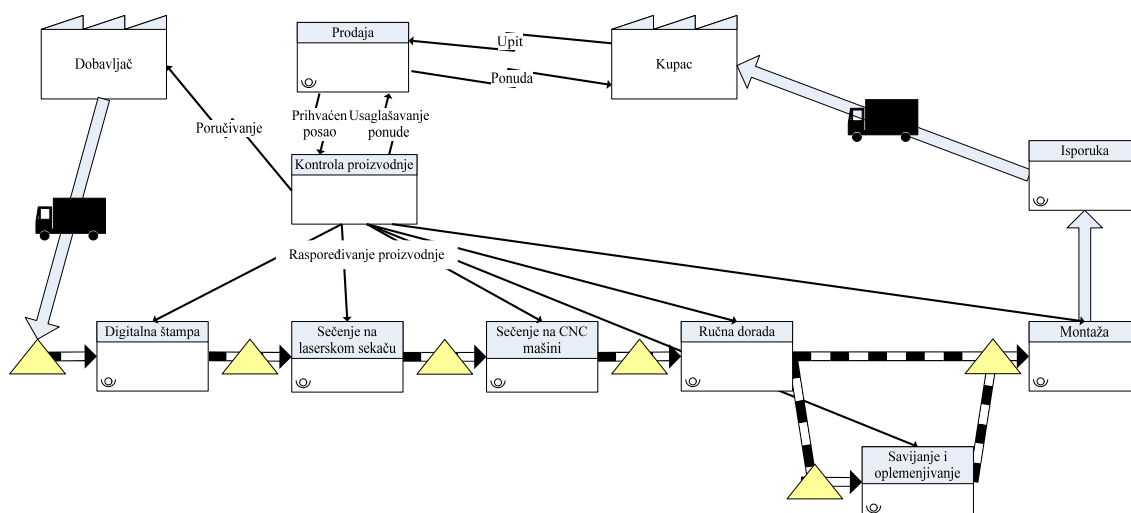 Prodaja
Dobavljač
Upit
Kupac
Ponuda
Prihvaćen
posao
Usaglašavanje
ponude
Poručivanje
Kontrola proizvodnje
Isporuka
Raspoređivanje proizvodnje
Digitalna štampa
Sečenje na
laserskom sekaču
Sečenje na CNC
mašini
Ručna dorada
Montaža
Savijanje i
oplemenjivanje